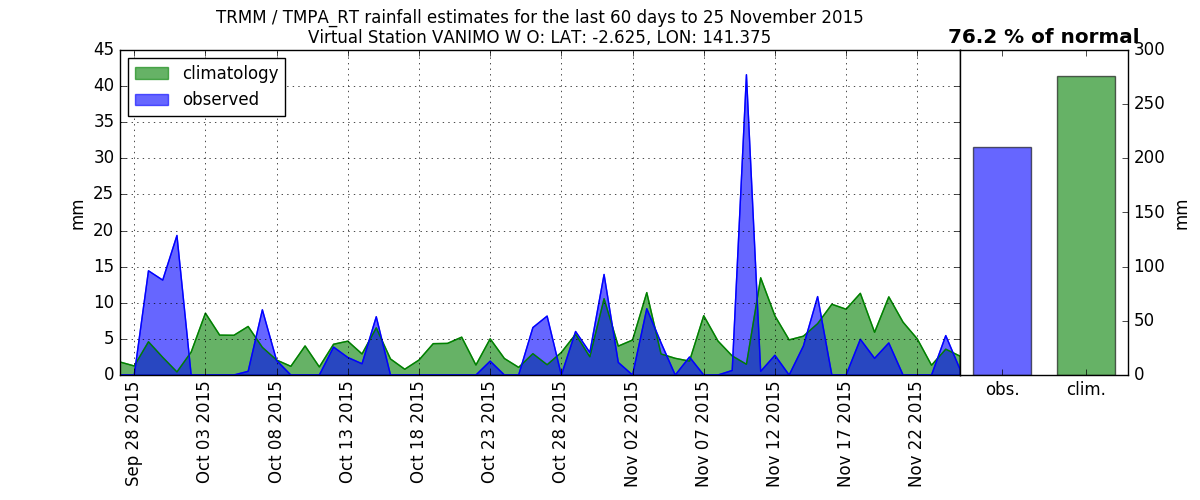 TRMM / TMPA_RT rainfall estimates for the last 60 days to 25 November 2015
Virtual Station VANIMO W O: LAT: -2.625, LON: 141.375
76.2 % of normal
climatology
observed
mm
45
40
35
30
25
20
15
10
5
0
Sep 28 2015
Oct 03 2015
Oct 08 2015
Oct 13 2015
Oct 18 2015
Oct 23 2015
Oct 28 2015
Nov 02 2015
Nov 07 2015
Nov 12 2015
Nov 17 2015
Nov 22 2015
300
250
200
150
100
50
0
mm
obs.
clim.